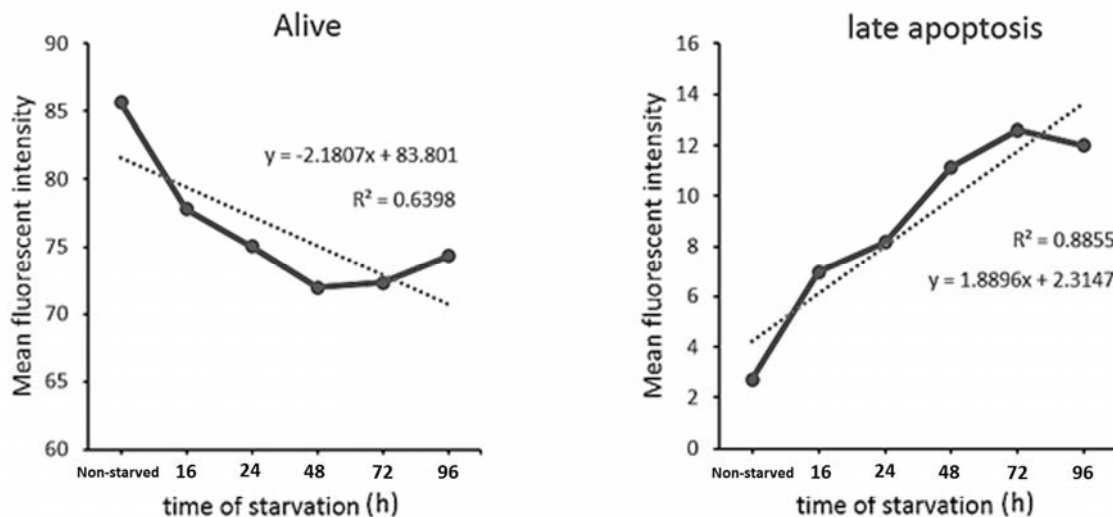 Alive
Mean fluorescent intensity
90
85
80
75
70
65
60
y = -2.1807x + 83.801
R² = 0.6398
Non-starved 16 24 48 72 96
time of starvation (h)
late apoptosis
Mean fluorescent intensity
16
14
12
10
8
6
4
2
0
R² = 0.8855
y = 1.8896x + 2.3147
Non-starved 16 24 48 72 96
time of starvation (h)